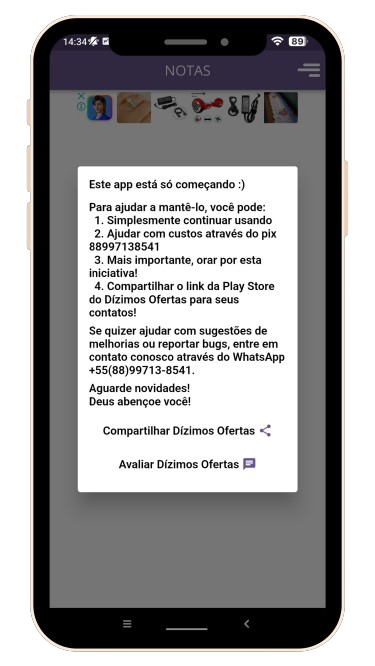 14:34
89
NOTAS
Este app está só começando :)
Para ajudar a mantê-lo, você pode:
1. Simplesmente continuar usando
2. Ajudar com custos através do pix
88997138541
3. Mais importante, orar por esta
iniciativa!
4. Compartilhar o link da Play Store
do Dízimos Ofertas para seus
contatos!
Se quizer ajudar com sugestões de
melhorias ou reportar bugs, entre em
contato conosco através do WhatsApp
+55(88)99713-8541.
Aguarde novidades!
Deus abençoe você!
Compartilhar Dízimos Ofertas
Avaliar Dízimos Ofertas